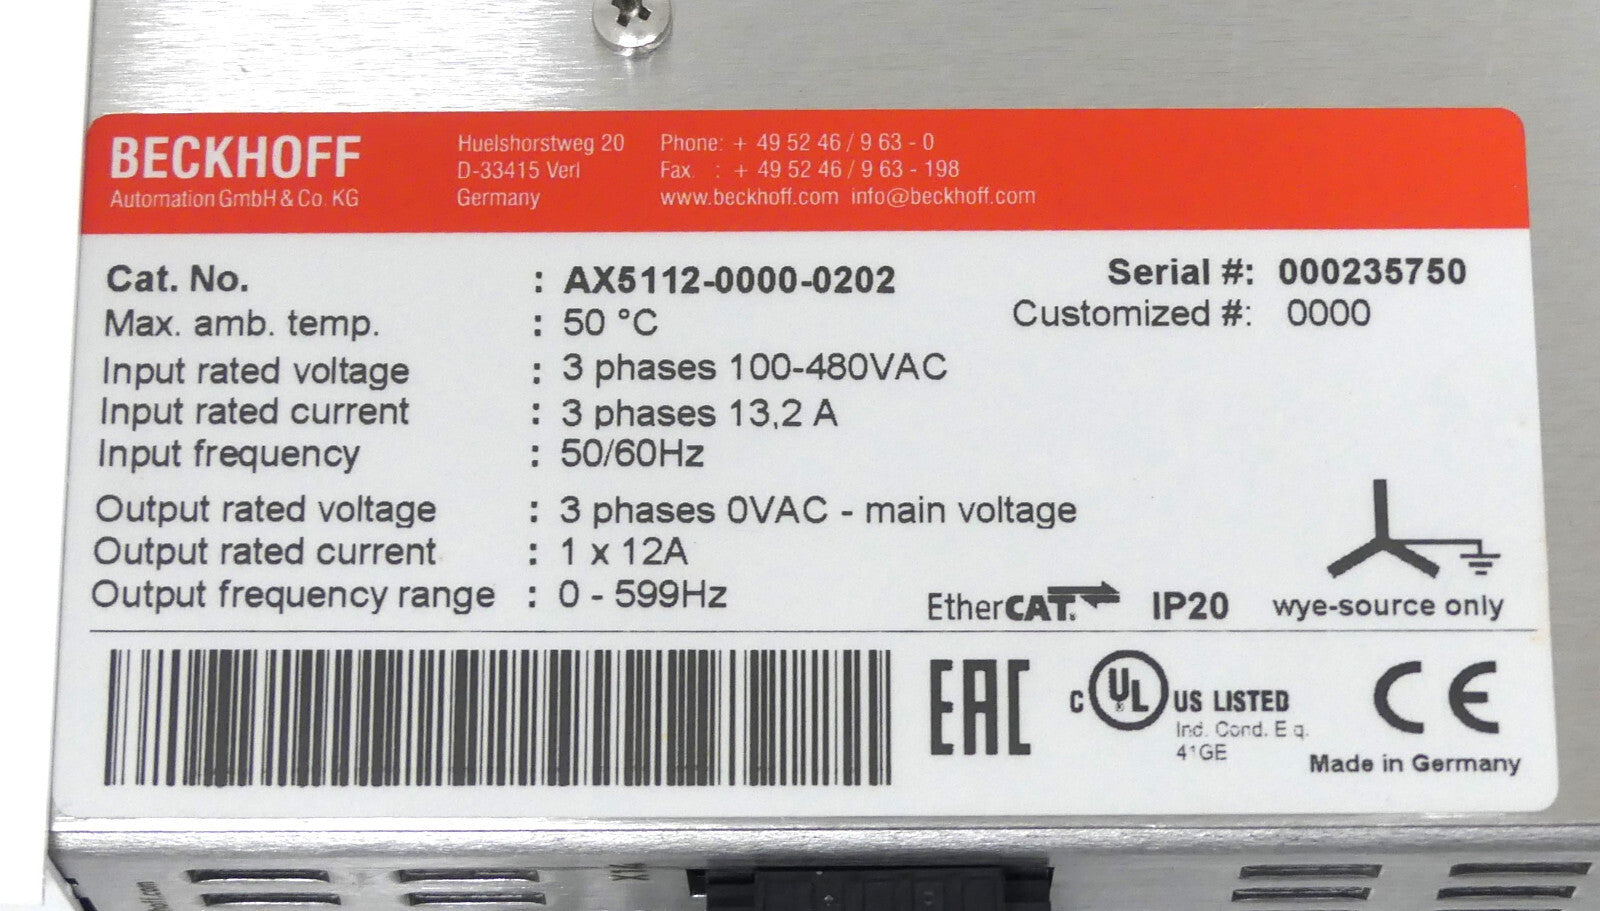 BECKHOFF
Automation GmbH & Co. KG
Huelshorstweg 20
D-33415 Verl
Germany
Phone: + 49 52 46 / 9 63 - 0
Fax : + 49 52 46 / 9 63 - 198
www.beckhoff.com info@beckhoff.com
Cat. No. : AX5112-0000-0202
Serial #: 000235750
Customized #: 0000
Max. amb. temp. : 50 °C
Input rated voltage : 3 phases 100-480VAC
Input rated current : 3 phases 13,2 A
Input frequency : 50/60Hz
Output rated voltage : 3 phases 0VAC - main voltage
Output rated current : 1 x 12A
Output frequency range : 0 - 599Hz
EtherCAT. IP20 wye-source only
EAC
C UL ® US LISTED
Ind. Cond. Eq.
41GE
CE
Made in Germany